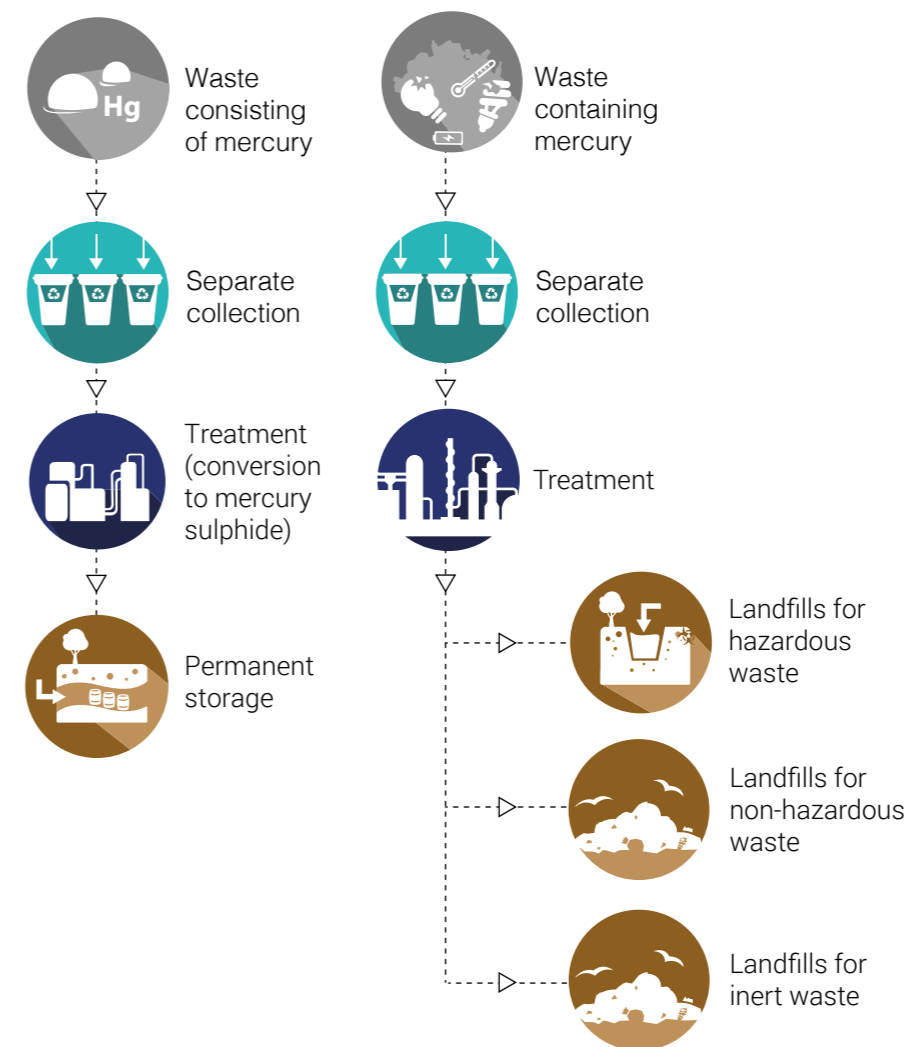 Hg
Waste
consisting
of mercury
Separate
collection
Treatment
(conversion
to mercury
sulphide)
Permanent
storage
Waste
containing
mercury
Separate
collection
Treatment
Landfills for
hazardous
waste
Landfills for
non-hazardous
waste
Landfills for
inert waste